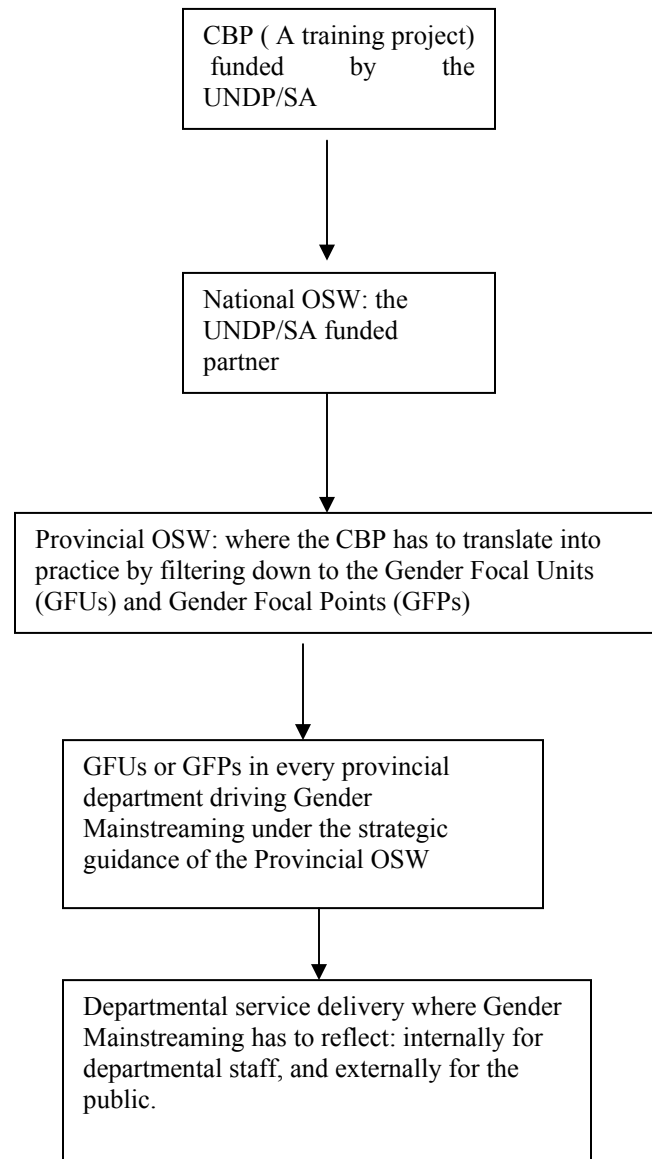 CBP ( A training project)
funded by the
UNDP/SA
National OSW: the
UNDP/SA funded
partner
Provincial OSW: where the CBP has to translate into
practice by filtering down to the Gender Focal Units
(GFUs) and Gender Focal Points (GFPs)
GFUs or GFPs in every provincial
department driving Gender
Mainstreaming under the strategic
guidance of the Provincial OSW
Departmental service delivery where Gender
Mainstreaming has to reflect: internally for
departmental staff, and externally for the
public.